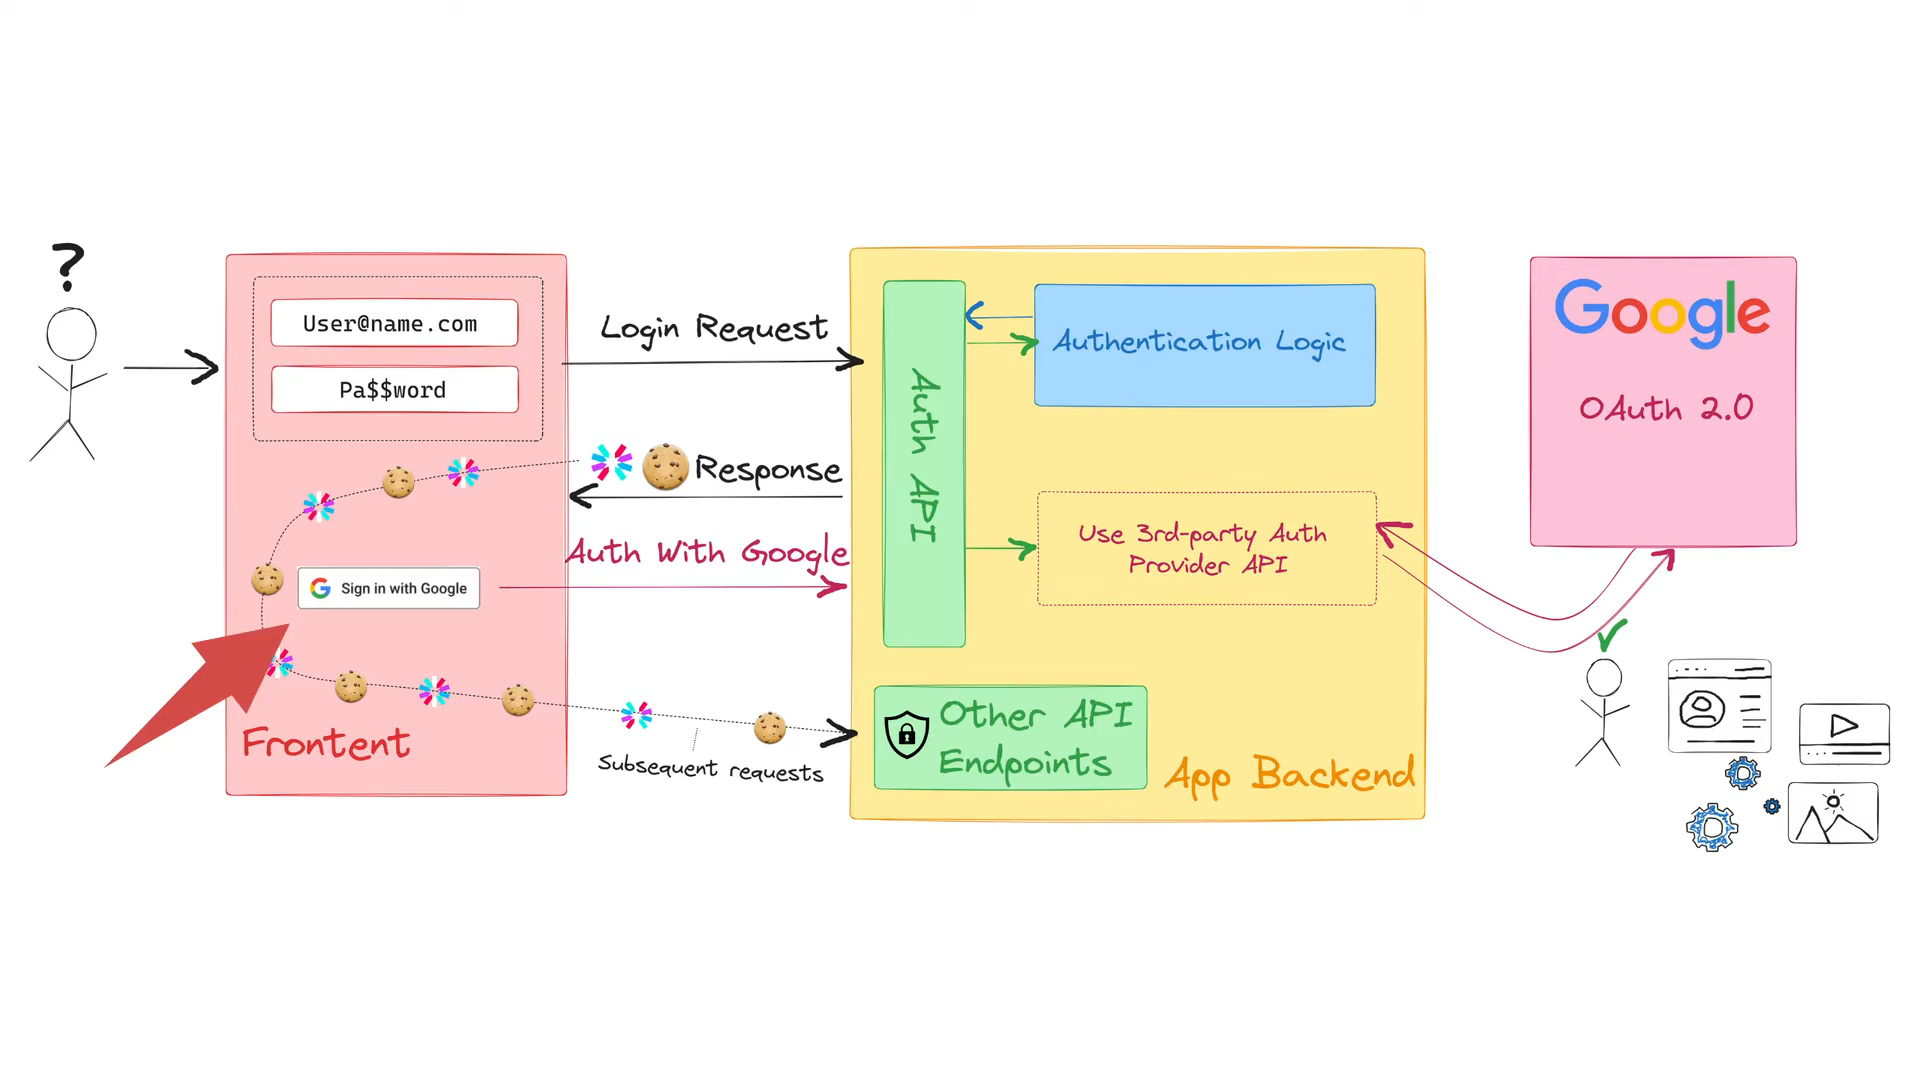 ?
User@name.com
Pa$$word
Login Request
Response
Auth With Google
Sign in with Google
Frontent
Subsequent requests
Auth API
Authentication Logic
Use 3rd-party Auth
Provider API
Other API
Endpoints
App Backend
Google
OAuth 2.0